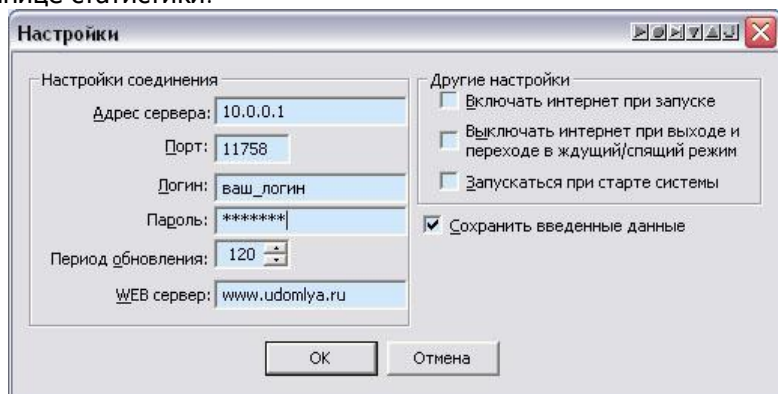 нице статистики.
Настройки
Настройки соединения
Адрес сервера: 10.0.0.1
Порт: 11758
Логин: ваш_логин
Пароль: *******
Период обновления: 120
WEB сервер: www.udomlya.ru
Другие настройки
Включать интернет при запуске
Выключать интернет при выходе и
переходе в ждущий/спящий режим
Запускаться при старте системы
Сохранить введенные данные
OK
Отмена